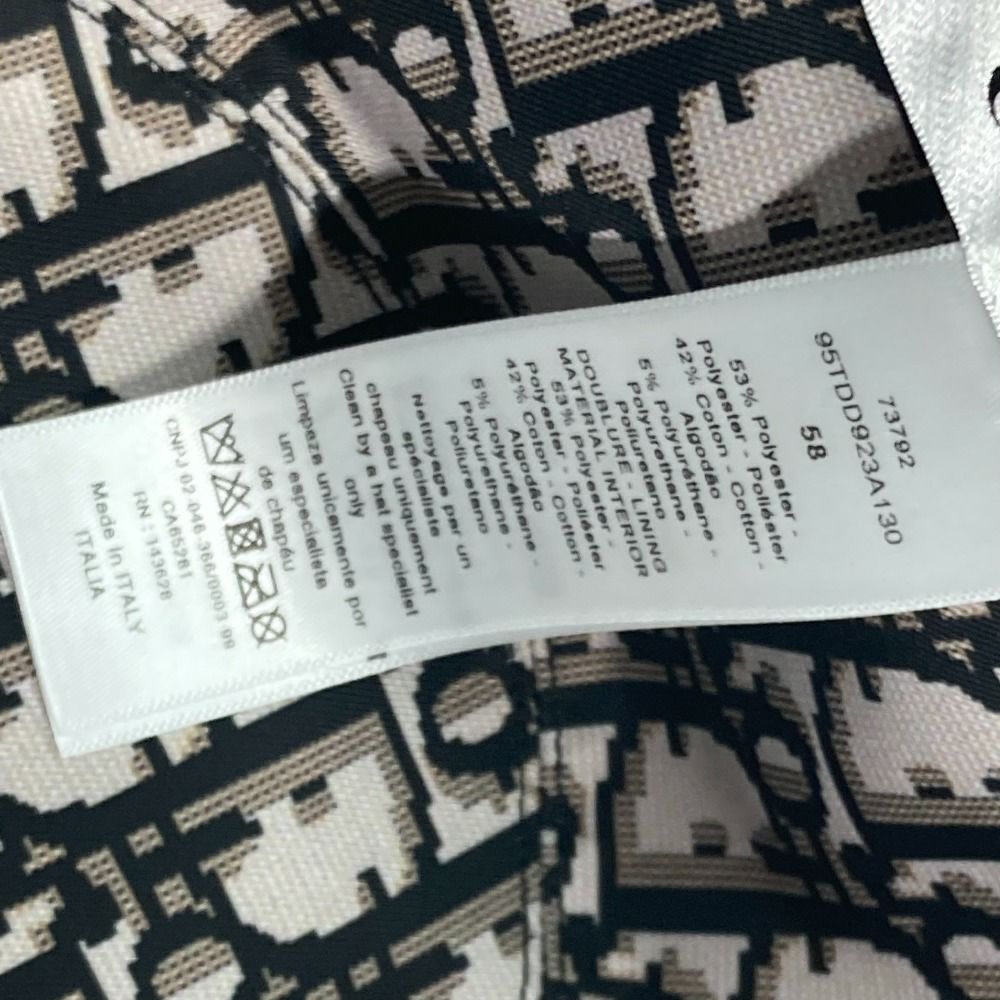 73792
95TDD923A130
58
53% Polyester -
Polyester - Poliéster
42% Coton - Cotton -
Algodão
5% Polyuréthane -
Polyurethane -
Poliuretano
DOUBLURE - LINING
MATERIAL INTERIOR
53% Polyester -
Polyester - Poliéster
42% Coton - Cotton -
Algodão
5% Polyuréthane -
Polyurethane -
Poliuretano
Nettoyage par un
spécialiste
chapeau uniquement
Clean by a hat specialist
only
Limpeza unicamente por
um especialista
de chapéu
CNPJ 02.046.366/0003.99
CA65281
RN : 143628
Made in ITALY
ITALIA